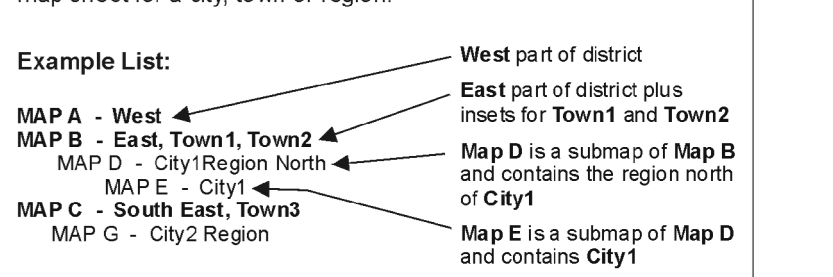 map sheet for a city, town or region.
Example List:
MAP A - West
MAP B - East, Town1, Town2
MAP D - City1Region North
MAP E - City1
MAP C - South East, Town3
MAP G - City2 Region
West part of district
East part of district plus
insets for Town1 and Town2
Map D is a submap of Map B
and contains the region north
of City1
Map E is a submap of Map D
and contains City1